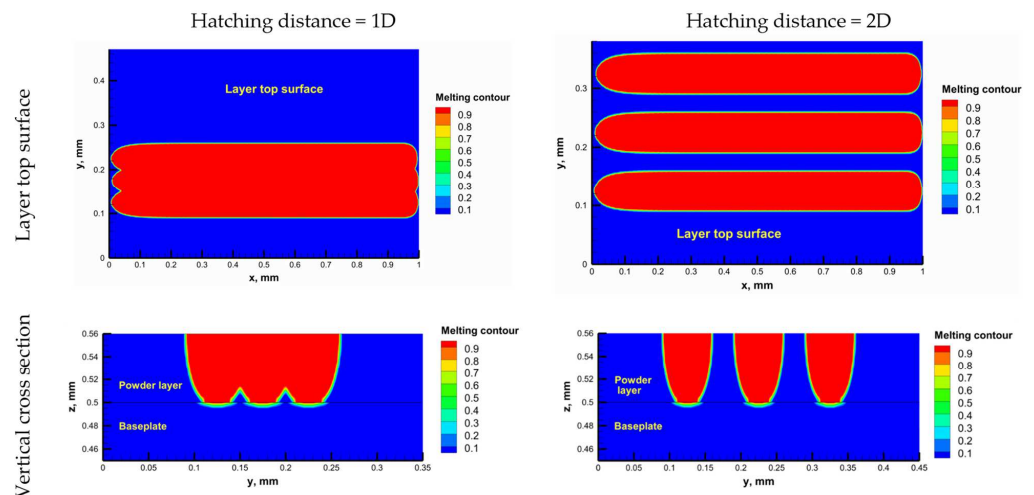 Hatching distance = 1D
Hatching distance = 2D
Layer top surface
Layer top surface
y, mm
0.4
0.3
0.2
0.1
0
0 0.1 0.2 0.3 0.4 0.5 0.6 0.7 0.8 0.9 1
x, mm
Melting contour
0.9
0.8
0.7
0.6
0.5
0.4
0.3
0.2
0.1
Layer top surface
y, mm
0.3
0.2
0.1
0
0 0.1 0.2 0.3 0.4 0.5 0.6 0.7 0.8 0.9 1
x, mm
Melting contour
0.9
0.8
0.7
0.6
0.5
0.4
0.3
0.2
0.1
Vertical cross section
z, mm
0.56
0.54
0.52
0.5
0.48
0.46
Powder layer
Baseplate
0 0.05 0.1 0.15 0.2 0.25 0.3 0.35
y, mm
Melting contour
0.9
0.8
0.7
0.6
0.5
0.4
0.3
0.2
0.1
z, mm
0.56
0.54
0.52
0.5
0.48
0.46
Powder
layer
Baseplate
0 0.05 0.1 0.15 0.2 0.25 0.3 0.35 0.4 0.45
y, mm
Melting contour
0.9
0.8
0.7
0.6
0.5
0.4
0.3
0.2
0.1